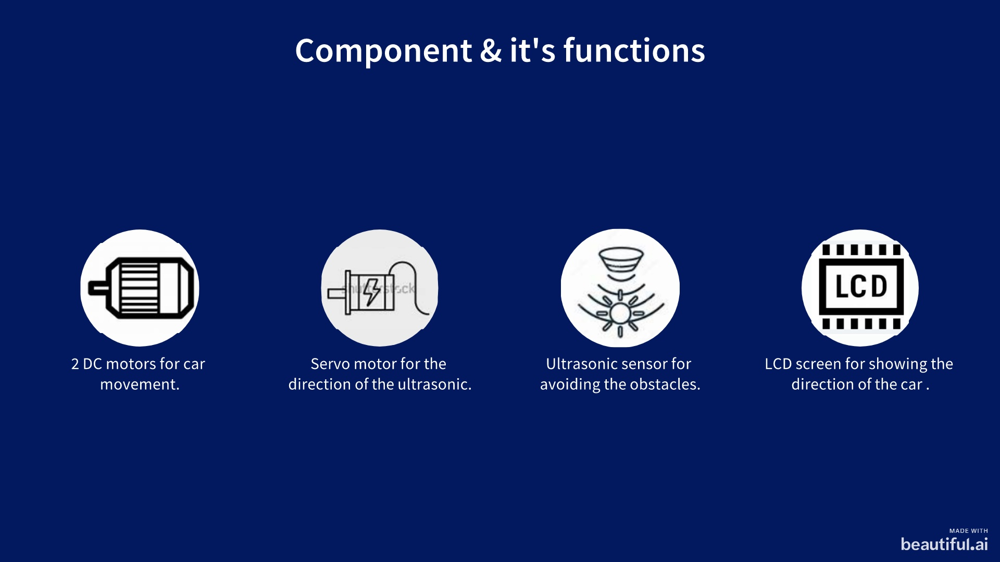 Component & it's functions
shutterstock
LCD
2 DC motors for car
movement.
Servo motor for the
direction of the ultrasonic.
Ultrasonic sensor for
avoiding the obstacles.
LCD screen for showing the
direction of the car .
MADE WITH
beautiful.ai